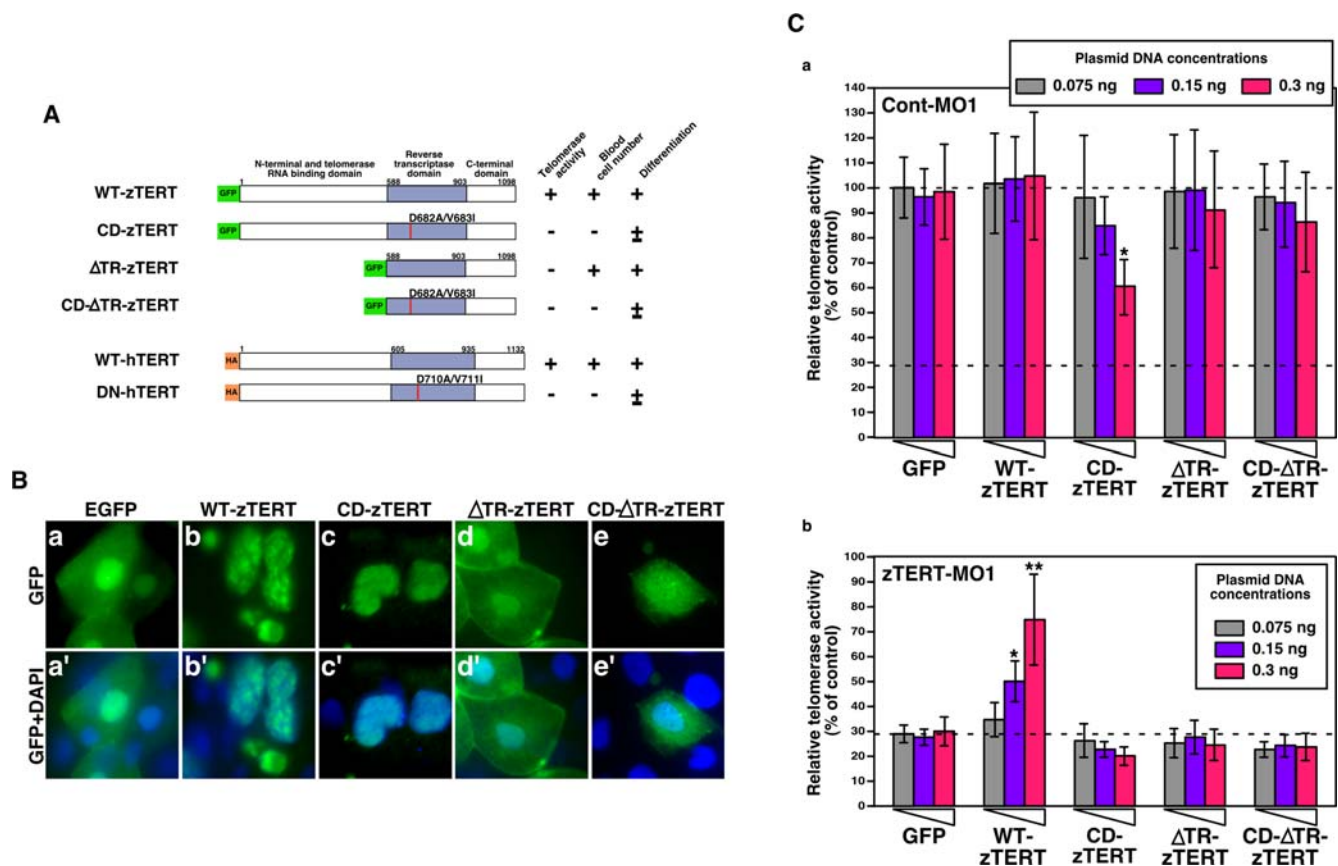 A
N-terminal and telomerase
RNA binding domain
Reverse
transcriptase
domain
C-terminal
domain
Telomerase
activity
Blood
cell number
Differentiation
WT-zTERT
GFP
1
588
903
1098
+ + +
CD-zTERT
GFP
D682A/V683I
- - ±
ΔTR-zTERT
GFP
588
903
1098
- + +
CD-ΔTR-zTERT
GFP
D682A/V683I
- - ±
WT-hTERT
HA
1
605
935
1132
+ + +
DN-hTERT
HA
D710A/V711I
- - ±
B
EGFP WT-zTERT CD-zTERT ΔTR-zTERT CD-ΔTR-zTERT
GFP
a b c d e
GFP+DAPI
a' b' c' d' e'
C
a
Plasmid DNA concentrations
0.075 ng 0.15 ng 0.3 ng
Cont-MO1
Relative telomerase activity
(% of control)
140
130
120
110
100
90
80
70
60
50
40
30
20
10
0
*
GFP
WT-
zTERT
CD-
zTERT
ΔTR-
zTERT
CD-ΔTR-
zTERT
b
zTERT-MO1
Plasmid DNA
concentrations
0.075 ng
0.15 ng
0.3 ng
Relative telomerase activity
(% of control)
100
90
80
70
60
50
40
30
20
10
0
*
**
GFP
WT-
zTERT
CD-
zTERT
ΔTR-
zTERT
CD-ΔTR-
zTERT